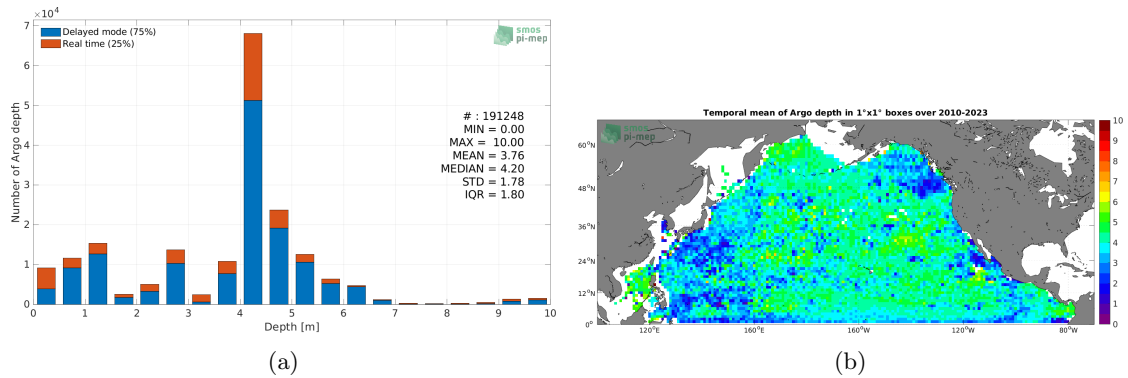 ×10⁴
7
6
5
4
3
2
1
0
Number of Argo depth
Delayed mode (75%)
Real time (25%)
smos
pi-mep
# : 191248
MIN = 0.00
MAX = 10.00
MEAN = 3.76
MEDIAN = 4.20
STD = 1.78
IQR = 1.80
0 1 2 3 4 5 6 7 8 9 10
Depth [m]
(a)
Temporal mean of Argo depth in 1°x1° boxes over 2010-2023
smos
pi-mep
60°N
48°N
36°N
24°N
12°N
0°
120°E 160°E 160°W 120°W 80°W
10
9
8
7
6
5
4
3
2
1
0
(b)